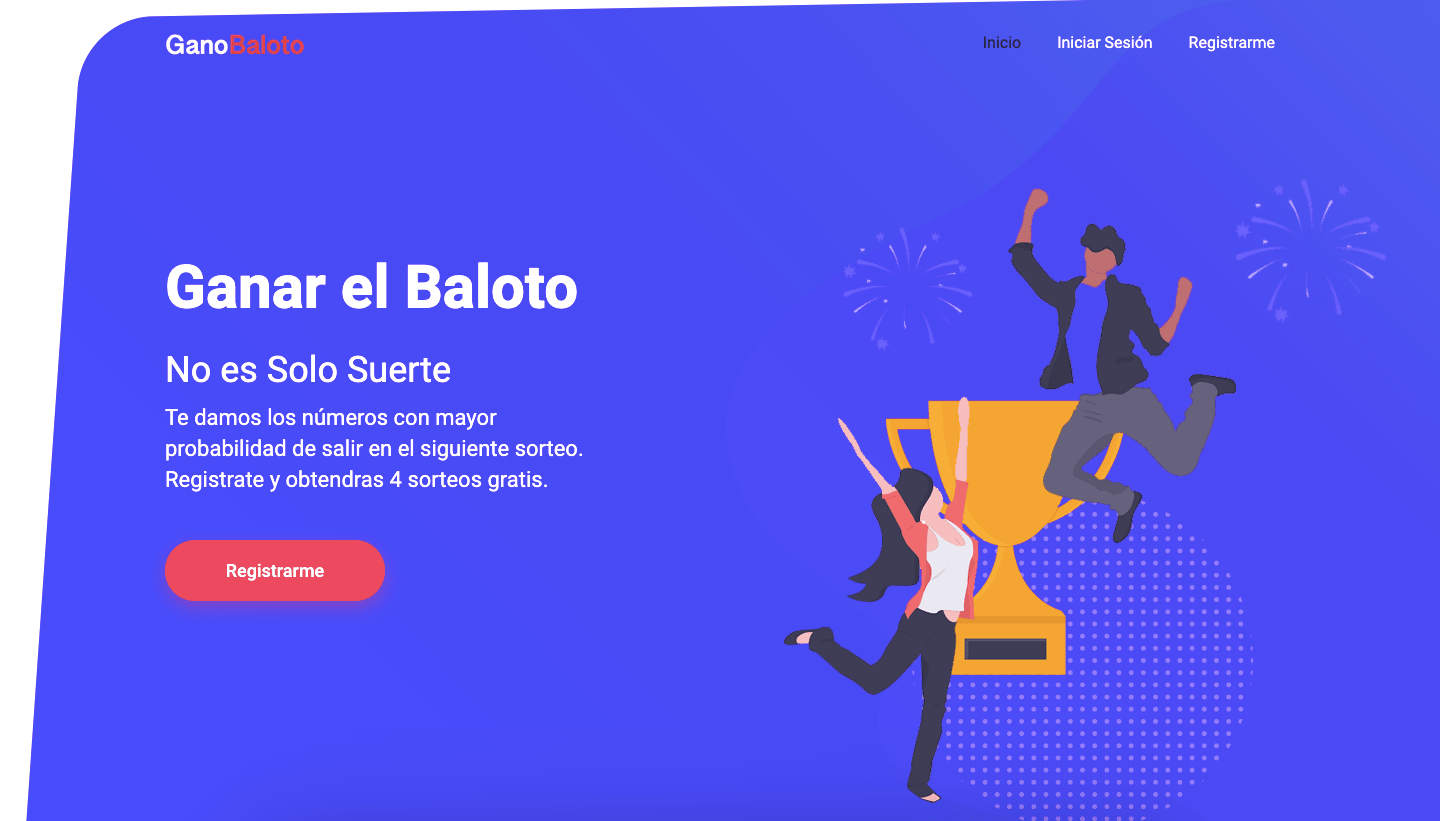 GanoBaloto
Inicio Iniciar Sesión Registrarme
Ganar el Baloto
No es Solo Suerte
Te damos los números con mayor
probabilidad de salir en el siguiente sorteo.
Registrate y obtendras 4 sorteos gratis.
Registrarme